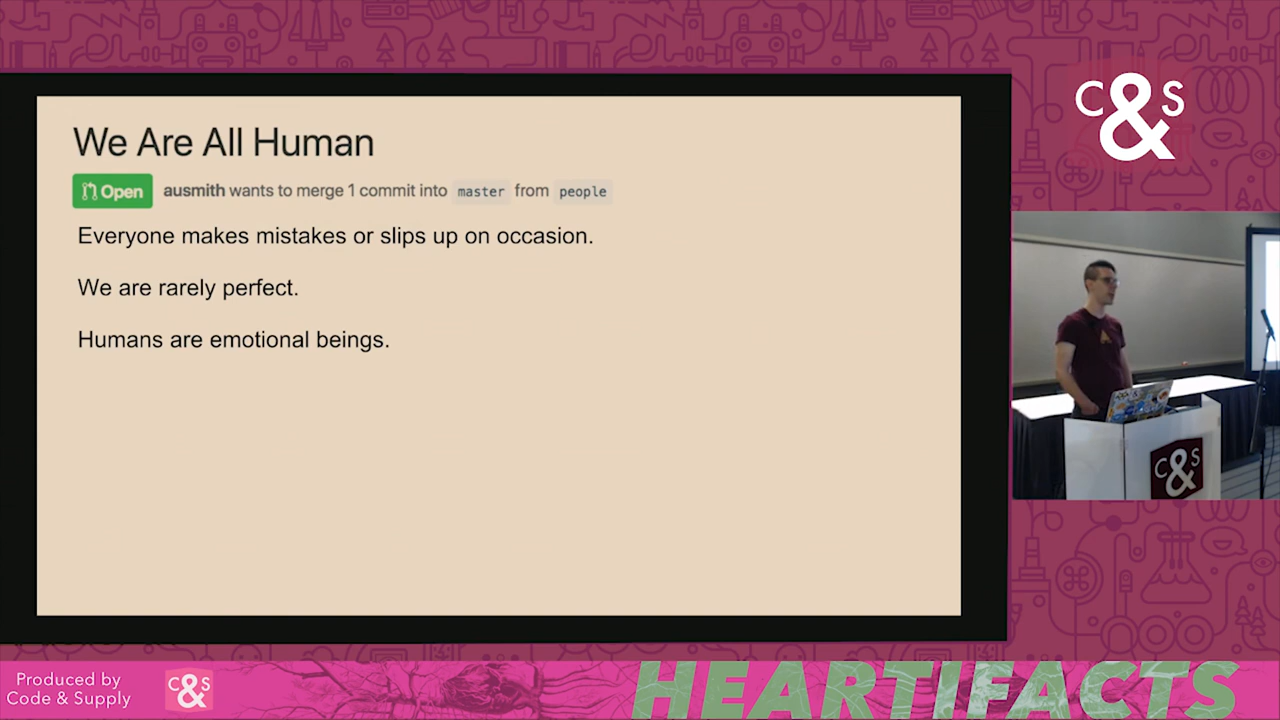 We Are All Human
Open ausmith wants to merge 1 commit into master from people
Everyone makes mistakes or slips up on occasion.
We are rarely perfect.
Humans are emotional beings.
C&S
C&S
Produced by
Code & Supply
C&S
HEARTIFACTS